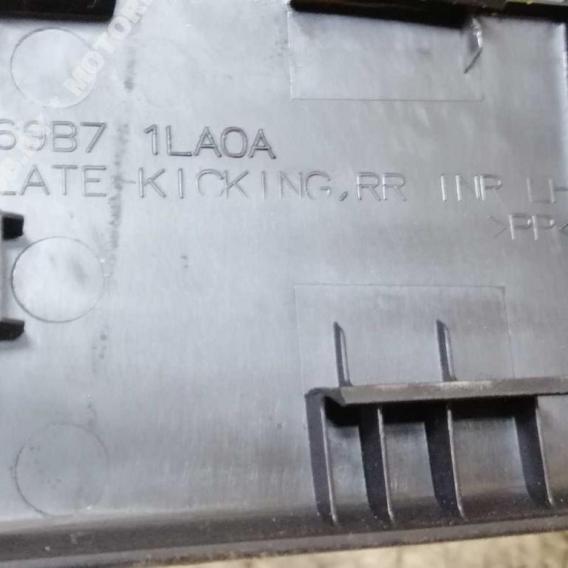 69B7 1LA0A
LATE-KICKING,RR INR LH
>PP<